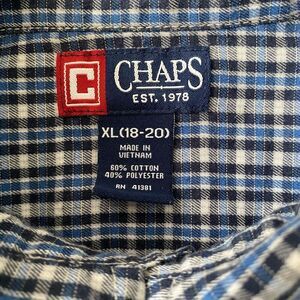 C
CHAPS
EST. 1978
XL(18-20)
MADE IN
VIETNAM
60% COTTON
40% POLYESTER
RN 41381